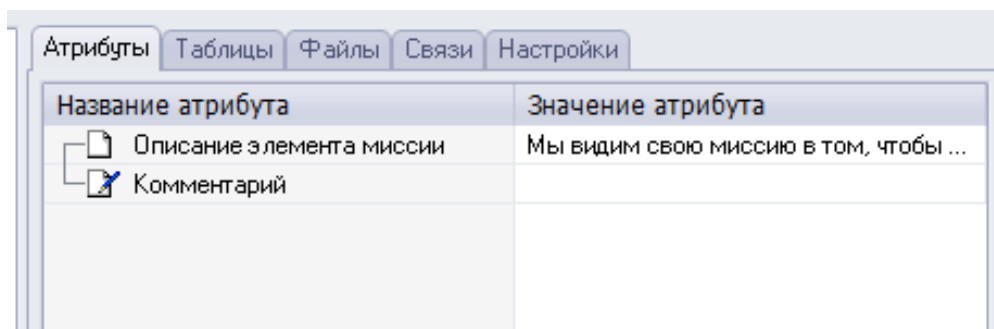 Атрибуты Таблицы Файлы Связи Настройки
Название атрибута Значение атрибута
Описание элемента миссии Мы видим свою миссию в том, чтобы ...
Комментарий